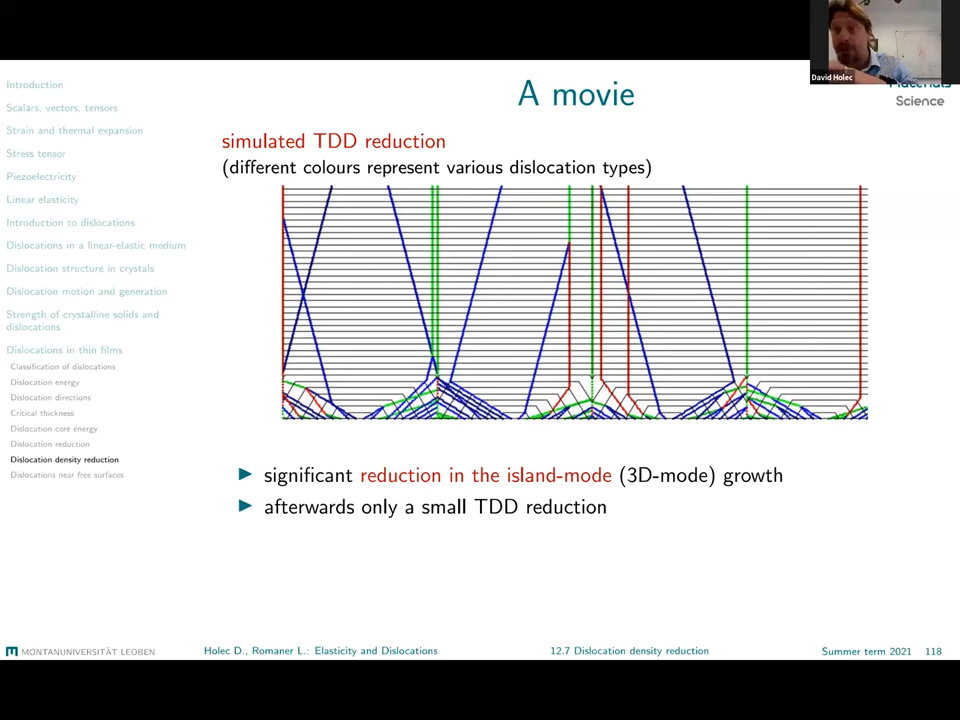 David Holec
Materials
Science
Introduction
Scalars, vectors, tensors
Strain and thermal expansion
Stress tensor
Piezoelectricity
Linear elasticity
Introduction to dislocations
Dislocations in a linear-elastic medium
Dislocation structure in crystals
Dislocation motion and generation
Strength of crystalline solids and
dislocations
Dislocations in thin films
Classification of dislocations
Dislocation energy
Dislocation directions
Critical thickness
Dislocation core energy
Dislocation reduction
Dislocation density reduction
Dislocations near free surfaces
A movie
simulated TDD reduction
(different colours represent various dislocation types)
significant reduction in the island-mode (3D-mode) growth
afterwards only a small TDD reduction
MONTANUNIVERSITÄT LEOBEN
Holec D., Romaner L.: Elasticity and Dislocations
12.7 Dislocation density reduction
Summer term 2021 118